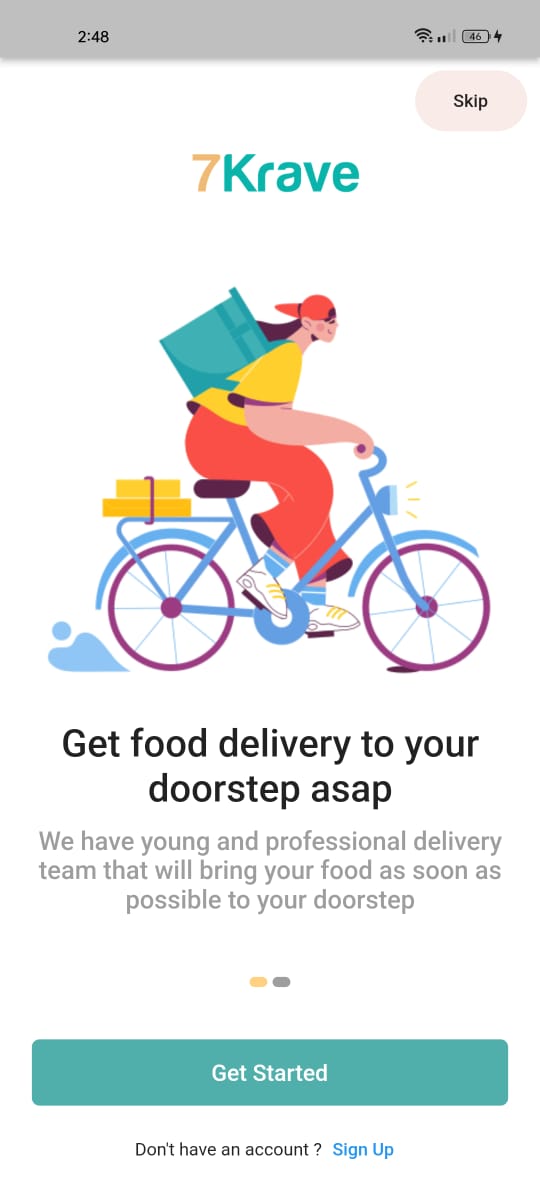 2:48
46
Skip
7Krave
Get food delivery to your
doorstep asap
We have young and professional delivery
team that will bring your food as soon as
possible to your doorstep
Get Started
Don't have an account ? Sign Up